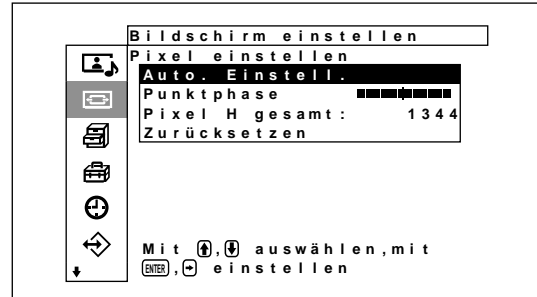 Bildschirm einstellen
Pixel einstellen
Auto. Einstell.
Punktphase
Pixel H gesamt: 1344
Zurücksetzen
Mit ↑,↓ auswählen,mit
ENTER,→ einstellen